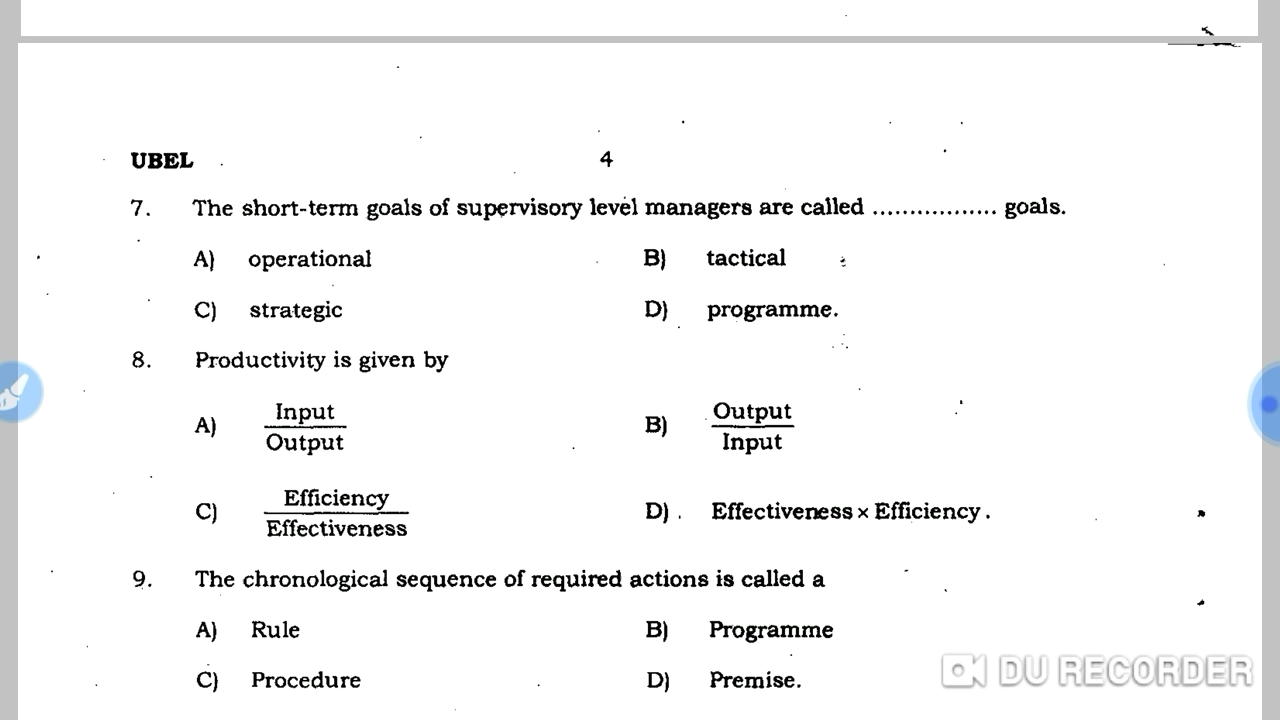 UBEL 4
7. The short-term goals of supervisory level managers are called ................. goals.
A) operational B) tactical
C) strategic D) programme.
8. Productivity is given by
A) Input B) Output
Output Input
C) Efficiency D) Effectiveness × Efficiency.
Effectiveness
9. The chronological sequence of required actions is called a
A) Rule B) Programme
C) Procedure D) Premise.
DU RECORDER